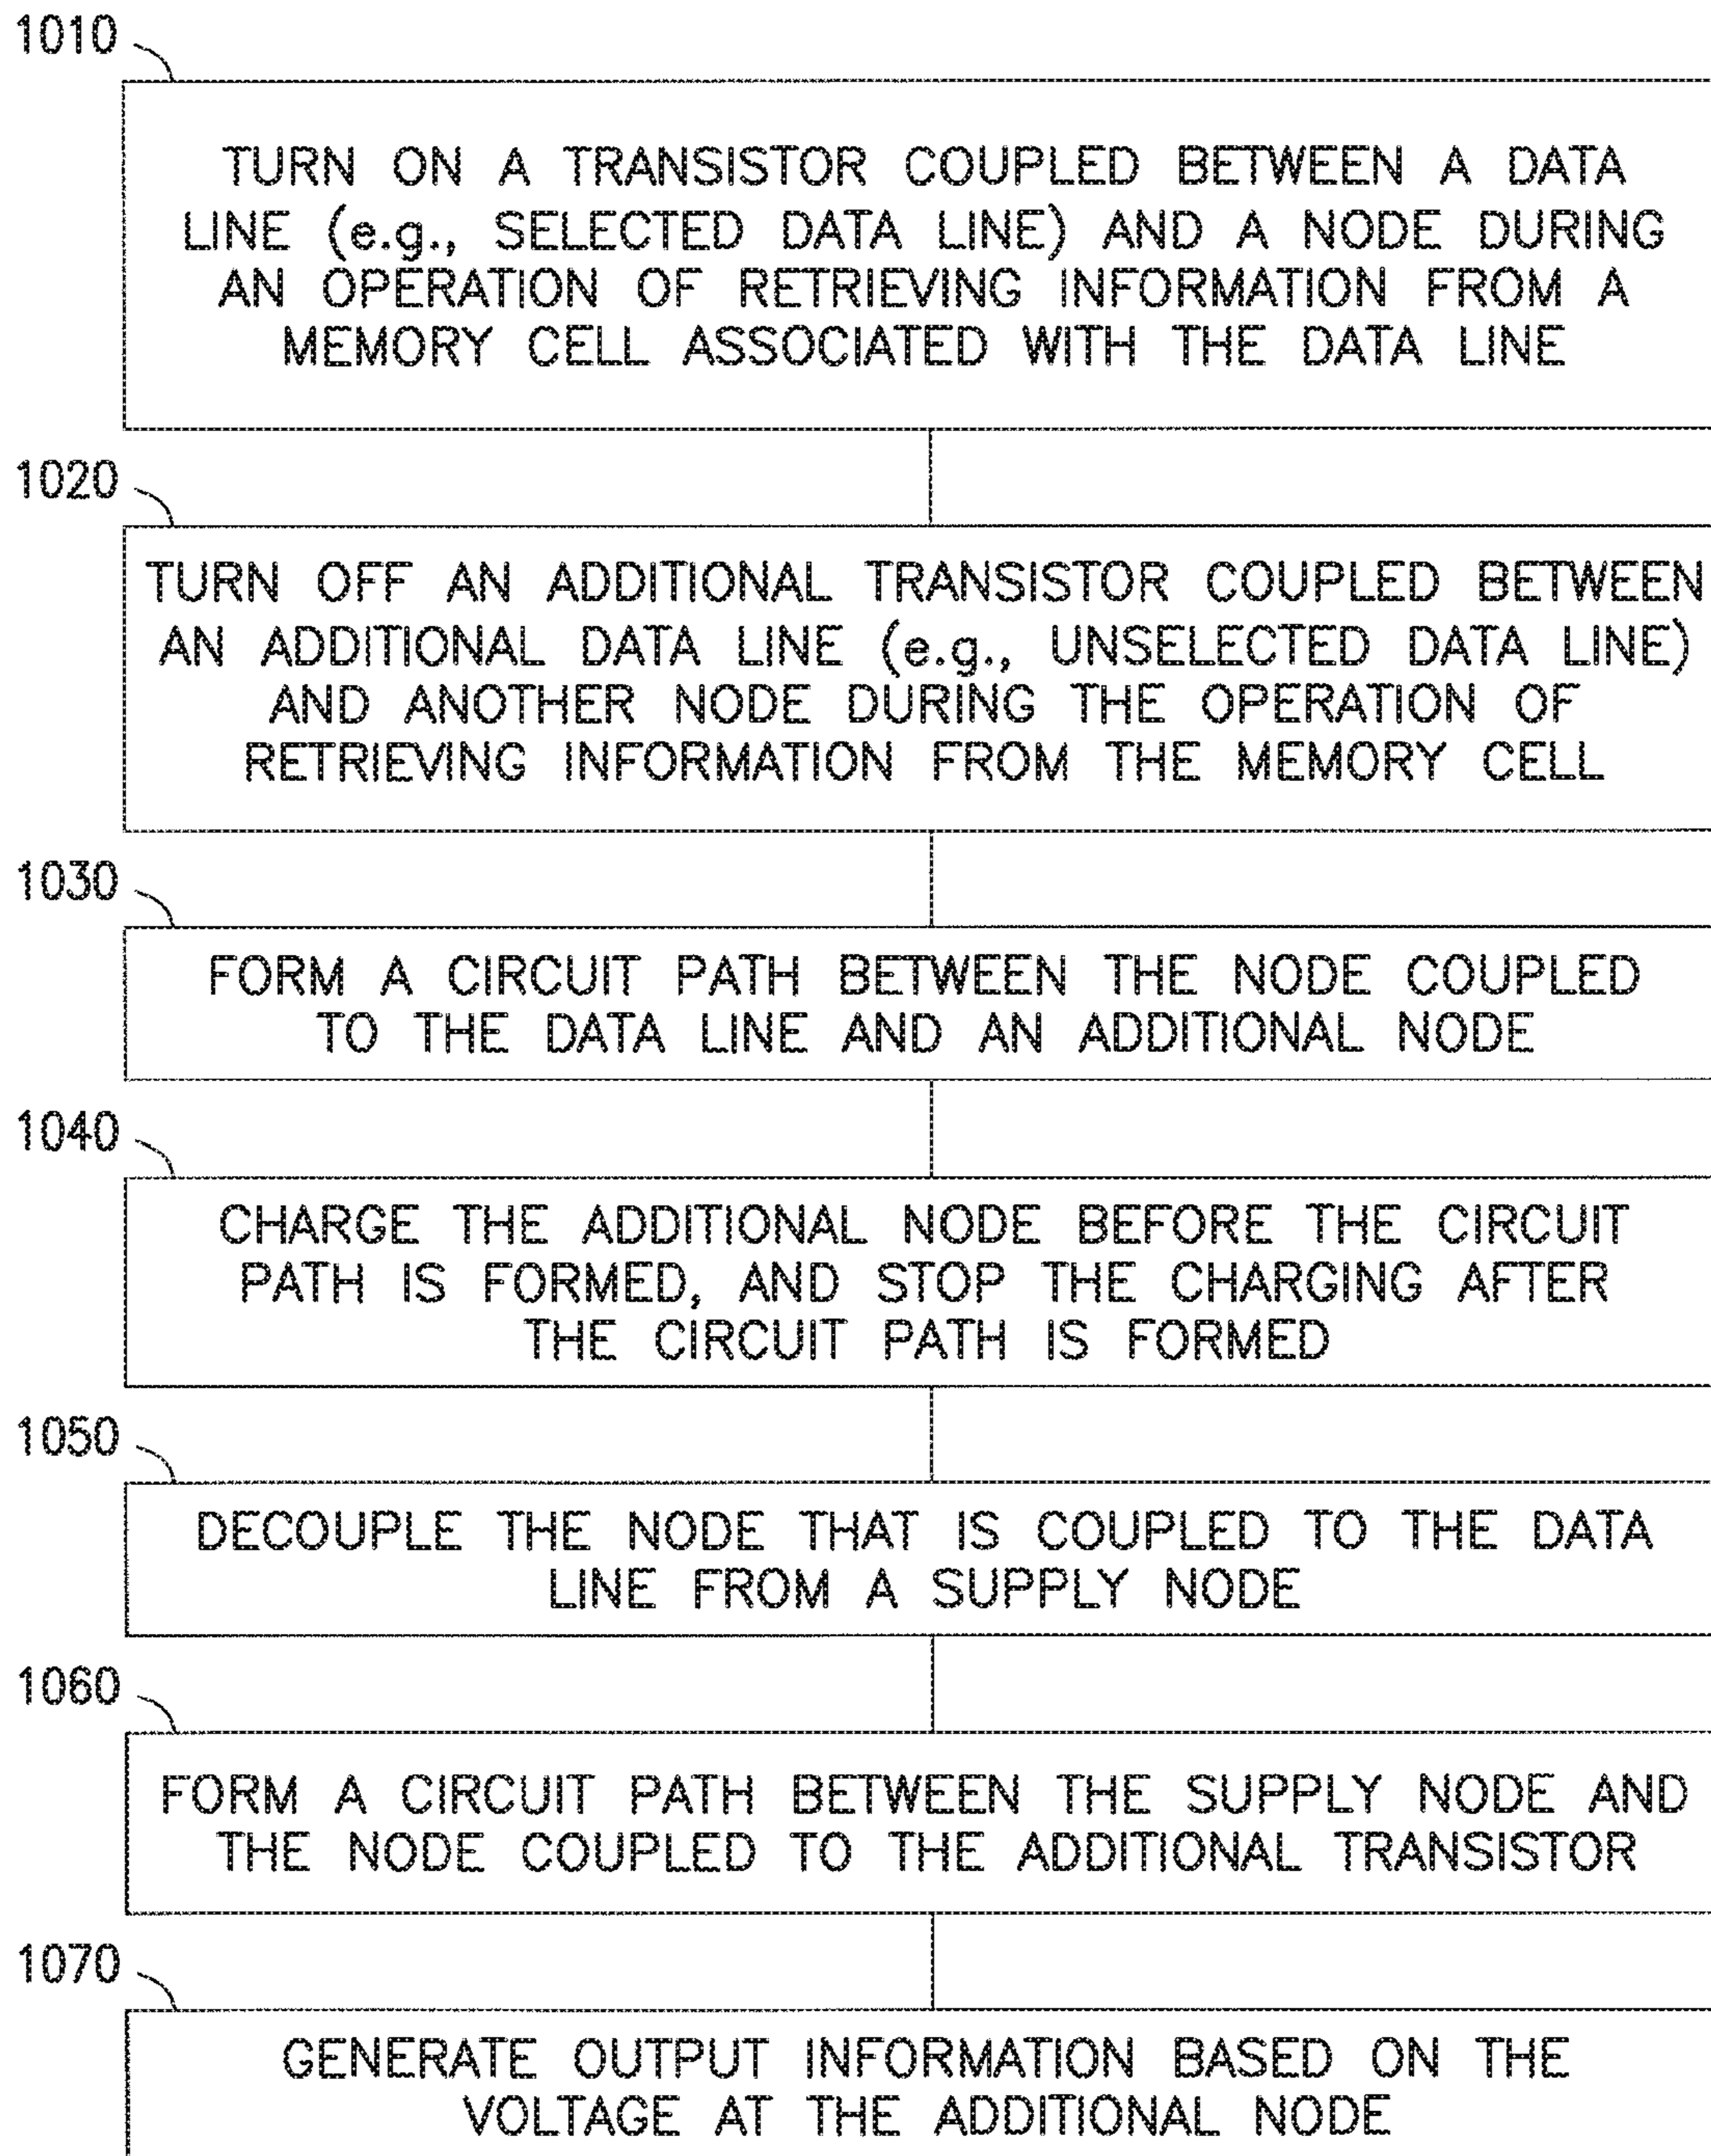 1010
TURN ON A TRANSISTOR COUPLED BETWEEN A DATA
LINE (e.g., SELECTED DATA LINE) AND A NODE DURING
AN OPERATION OF RETRIEVING INFORMATION FROM A
MEMORY CELL ASSOCIATED WITH THE DATA LINE
1020
TURN OFF AN ADDITIONAL TRANSISTOR COUPLED BETWEEN
AN ADDITIONAL DATA LINE (e.g., UNSELECTED DATA LINE)
AND ANOTHER NODE DURING THE OPERATION OF
RETRIEVING INFORMATION FROM THE MEMORY CELL
1030
FORM A CIRCUIT PATH BETWEEN THE NODE COUPLED
TO THE DATA LINE AND AN ADDITIONAL NODE
1040
CHARGE THE ADDITIONAL NODE BEFORE THE CIRCUIT
PATH IS FORMED, AND STOP THE CHARGING AFTER
THE CIRCUIT PATH IS FORMED
1050
DECOUPLE THE NODE THAT IS COUPLED TO THE DATA
LINE FROM A SUPPLY NODE
1060
FORM A CIRCUIT PATH BETWEEN THE SUPPLY NODE AND
THE NODE COUPLED TO THE ADDITIONAL TRANSISTOR
1070
GENERATE OUTPUT INFORMATION BASED ON THE
VOLTAGE AT THE ADDITIONAL NODE